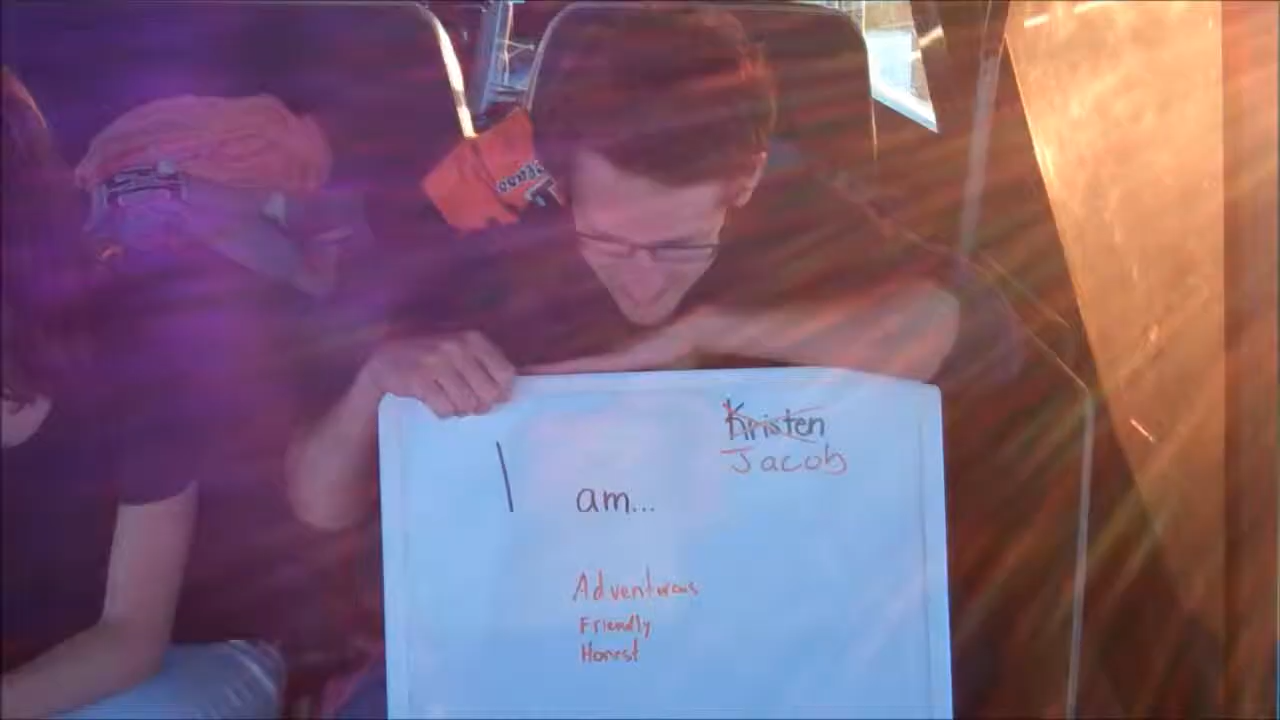 Kristen
Jacob
I am...
Adventurous
Friendly
Honest